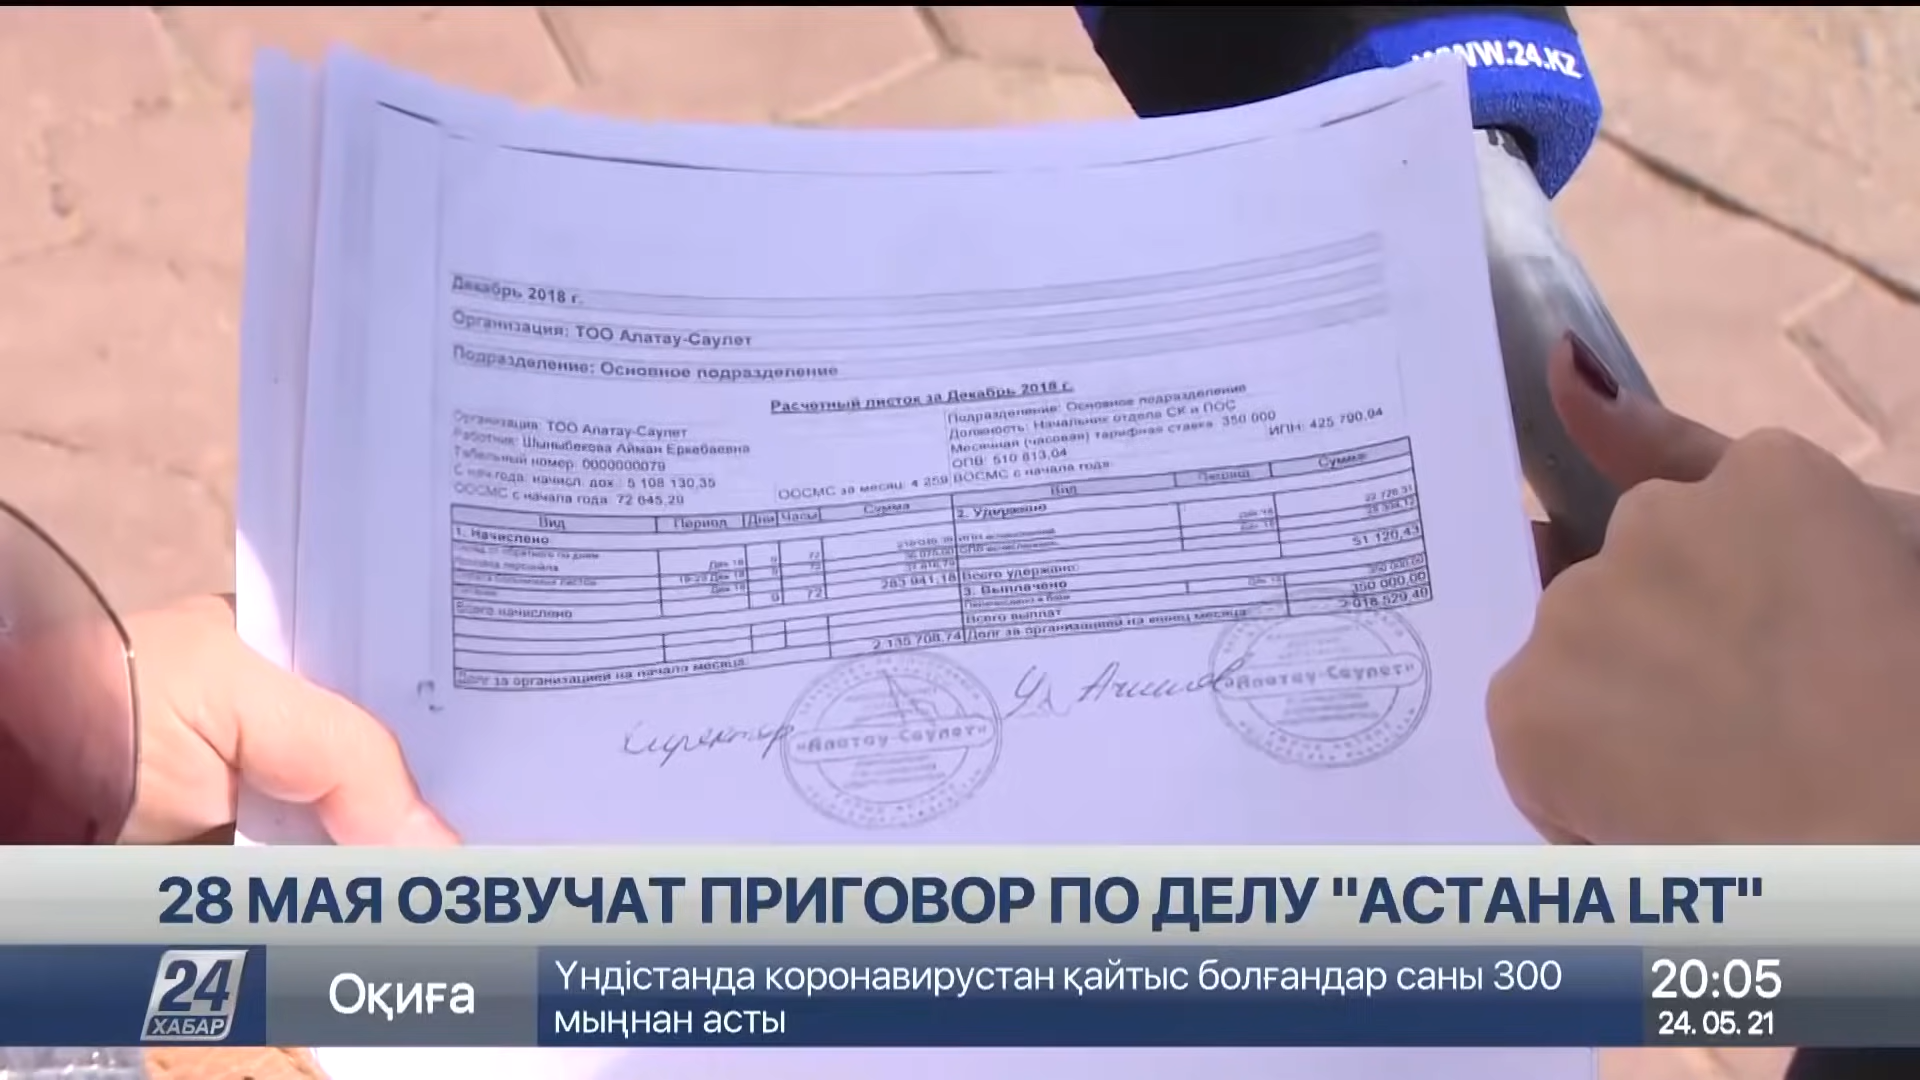 WWW.24.KZ
Декабрь 2018 г.
Организация: ТОО Алатау-Саулет
Подразделение: Основное подразделение
Расчетный листок за Декабрь 2018 г.
Организация: ТОО Алатау-Саулет
Работник: Шыныбекова Айман Еркебаевна
Табельный номер: 0000000079
С нач года: начисл. дох.: 5 108 130,35
ООСМС с начала года: 72 645,29
Подразделение: Основное подразделение
Должность: Начальник отдела СК и ПОС
Месячная (часовая) тарифная ставка: 350 000
ОПВ: 510 813,04 ИПН: 425 790,04
ООСМС за месяц: 4 259 ВОСМС с начала года:
Вид Период Дни Часы Сумма Вид Период Сумма
1. Начислено 2. Удержано
51 120,43
283 941,18 Всего удержано
3. Выплачено
Всего начислено 9 72
350 000,00
Всего выплат
2 018 529,49
Долг за организацией на начало месяца 2 135 708,74 Долг за организацией на конец месяца
директор «Алатау-Саулет» «Алатау-Саулет»
28 МАЯ ОЗВУЧАТ ПРИГОВОР ПО ДЕЛУ "АСТАНА LRT"
24 ХАБАР
Оқиға
Үндістанда коронавирустан қайтыс болғандар саны 300
мыңнан асты
20:05
24. 05. 21